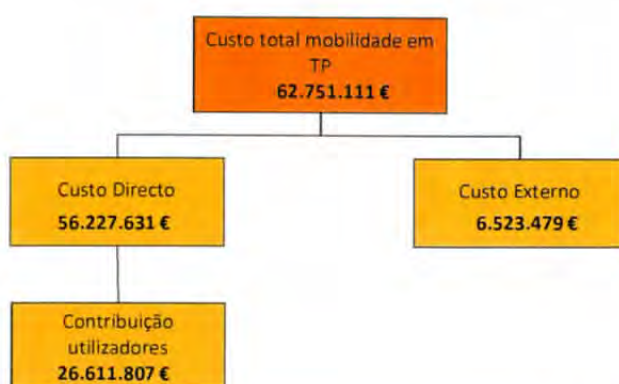 Custo total mobilidade em
TP
62.751.111 €
Custo Directo
56.227.631 €
Custo Externo
6.523.479 €
Contribuição
utilizadores
26.611.807 €